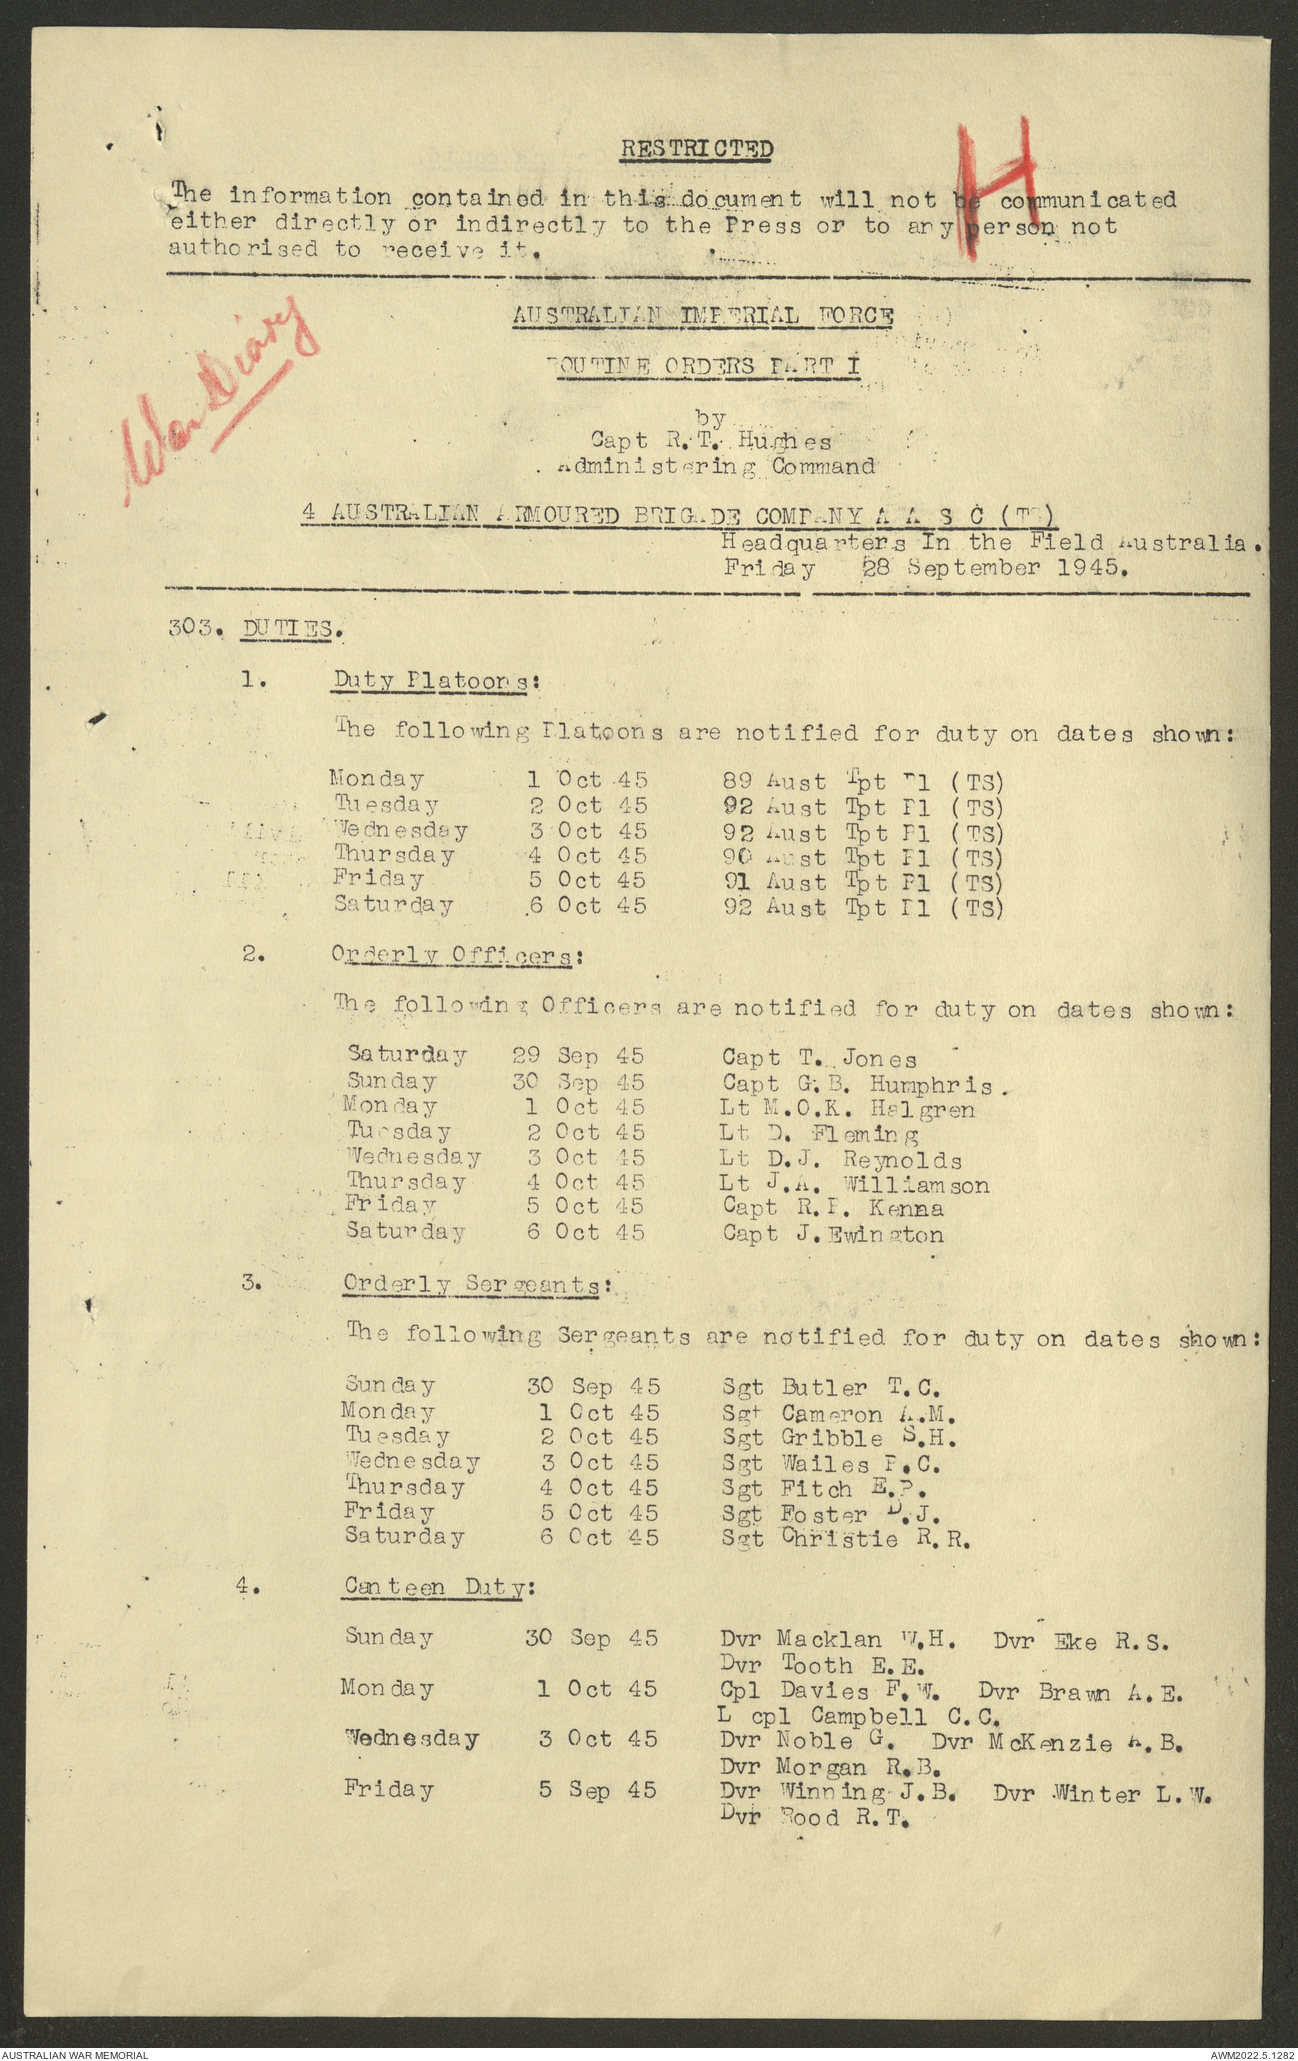 RESTRICTED
H
The information contained in this document will not be communicated
either directly or indirectly to the Press or to any person not
authorised to receive it.
War Diary
AUSTRALIAN IMPERIAL FORCE
ROUTINE ORDERS PART I
by
Capt R.T. Hughes
Administering Command
4 AUSTRALIAN ARMOURED BRIGADE COMPANY A A S C (TS)
Headquarters In the Field Australia.
Friday 28 September 1945.
303. DUTIES.
1. Duty Platoons:
The following Platoons are notified for duty on dates shown:
Monday 1 Oct 45 89 Aust Tpt Pl (TS)
Tuesday 2 Oct 45 92 Aust Tpt Pl (TS)
Wednesday 3 Oct 45 92 Aust Tpt Pl (TS)
Thursday 4 Oct 45 90 Aust Tpt Pl (TS)
Friday 5 Oct 45 91 Aust Tpt Pl (TS)
Saturday 6 Oct 45 92 Aust Tpt Pl (TS)
2. Orderly Officers:
The following Officers are notified for duty on dates shown:
Saturday 29 Sep 45 Capt T. Jones
Sunday 30 Sep 45 Capt G.B. Humphris.
Monday 1 Oct 45 Lt M.O.K. Halgren
Tuesday 2 Oct 45 Lt D. Fleming
Wednesday 3 Oct 45 Lt D.J. Reynolds
Thursday 4 Oct 45 Lt J.A. Williamson
Friday 5 Oct 45 Capt R.P. Kenna
Saturday 6 Oct 45 Capt J.Ewington
3. Orderly Sergeants:
The following Sergeants are notified for duty on dates shown:
Sunday 30 Sep 45 Sgt Butler T.C.
Monday 1 Oct 45 Sgt Cameron A.M.
Tuesday 2 Oct 45 Sgt Gribble S.H.
Wednesday 3 Oct 45 Sgt Wailes P.C.
Thursday 4 Oct 45 Sgt Fitch E.P.
Friday 5 Oct 45 Sgt Foster D.J.
Saturday 6 Oct 45 Sgt Christie R.R.
4. Canteen Duty:
Sunday 30 Sep 45 Dvr Macklan W.H. Dvr Eke R.S.
Dvr Tooth E.E.
Monday 1 Oct 45 Cpl Davies F.W. Dvr Brawn A.E.
L cpl Campbell C.C.
Wednesday 3 Oct 45 Dvr Noble G. Dvr McKenzie A.B.
Dvr Morgan R.B.
Friday 5 Sep 45 Dvr Winning J.B. Dvr Winter L.W.
Dvr Rood R.T.
AUSTRALIAN WAR MEMORIAL
AWM2022.5.1282